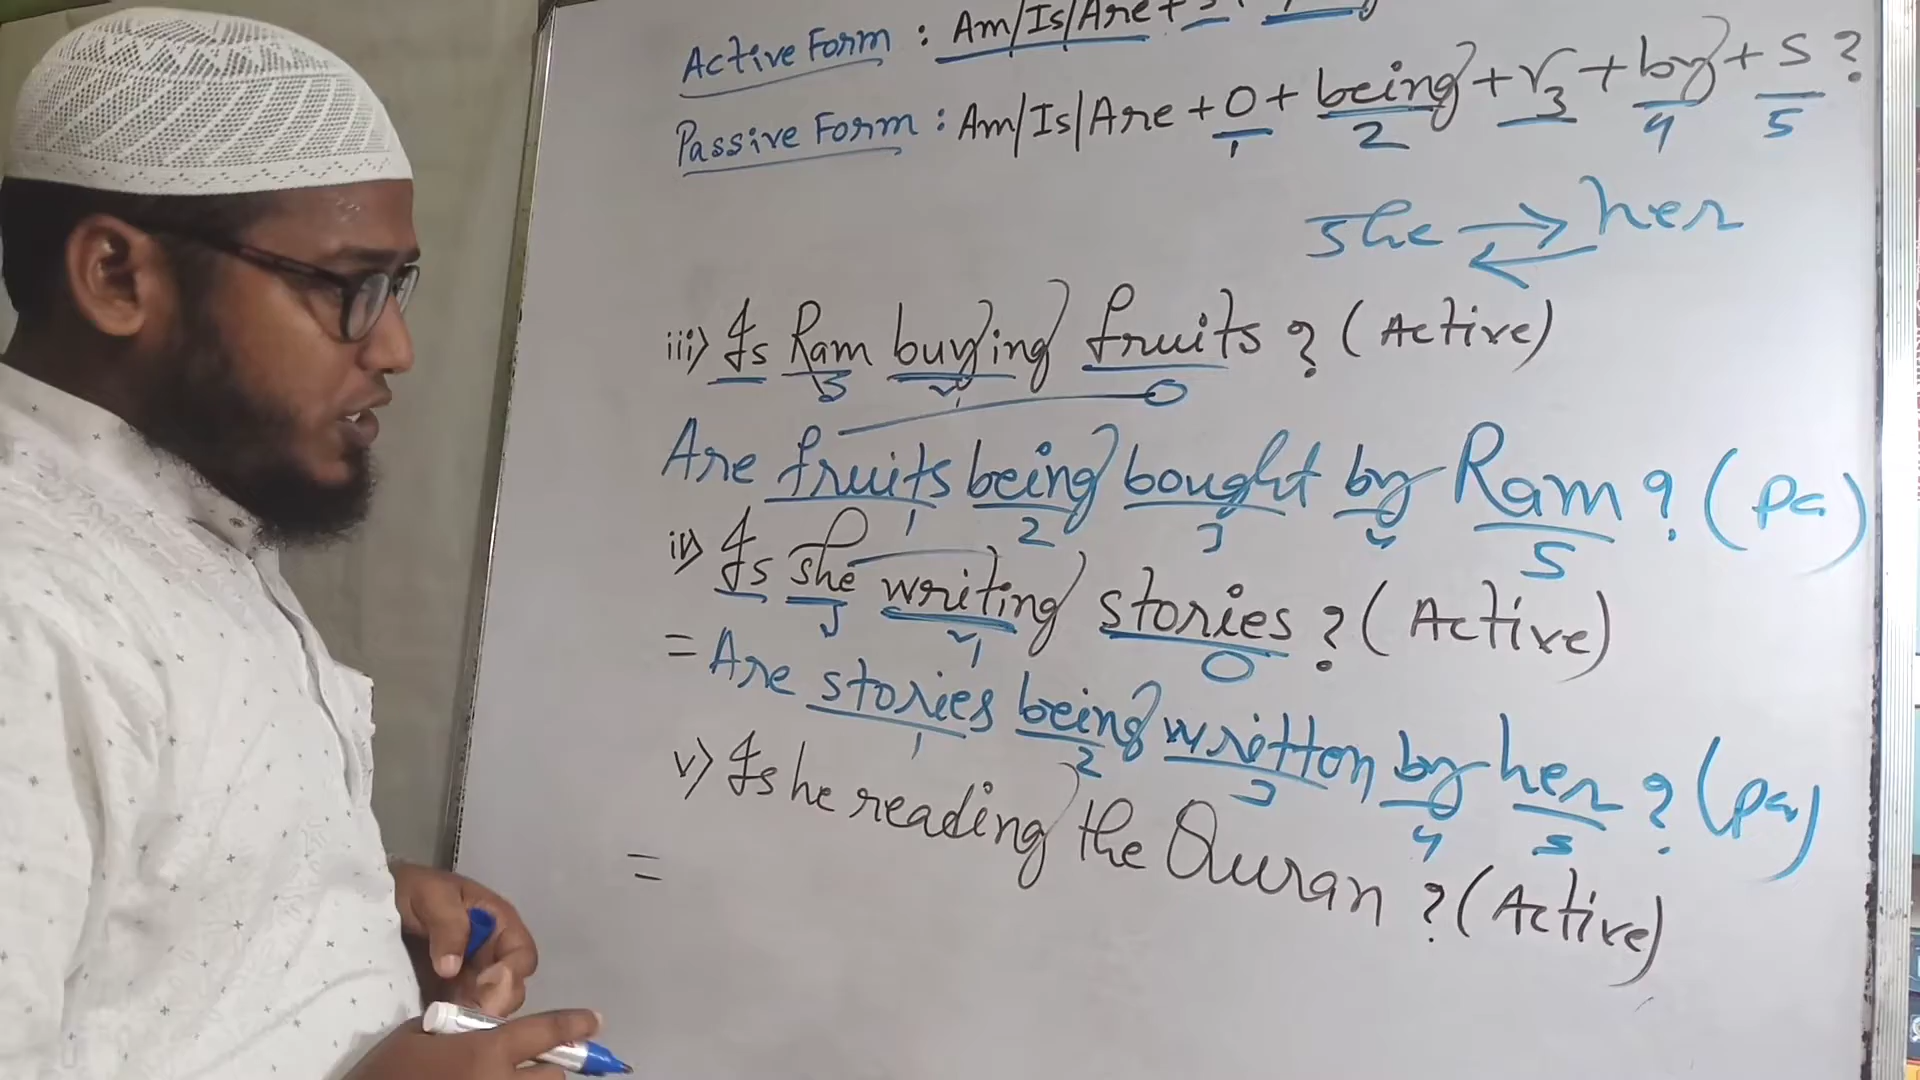 Active Form : Am/Is/Are +
Passive Form : Am/Is/Are + O + being + V3 + by + S ?
1 2 4 5
she her
iii) Is Ram buying fruits ? (Active)
S V O
Are fruits being bought by Ram ? (Pa)
1 2 3 4 5
iv) Is she writing stories ? (Active)
S V O
= Are stories being written by her ? (Pa)
1 2 3 4 5
v) Is he reading the Quran ? (Active)
=